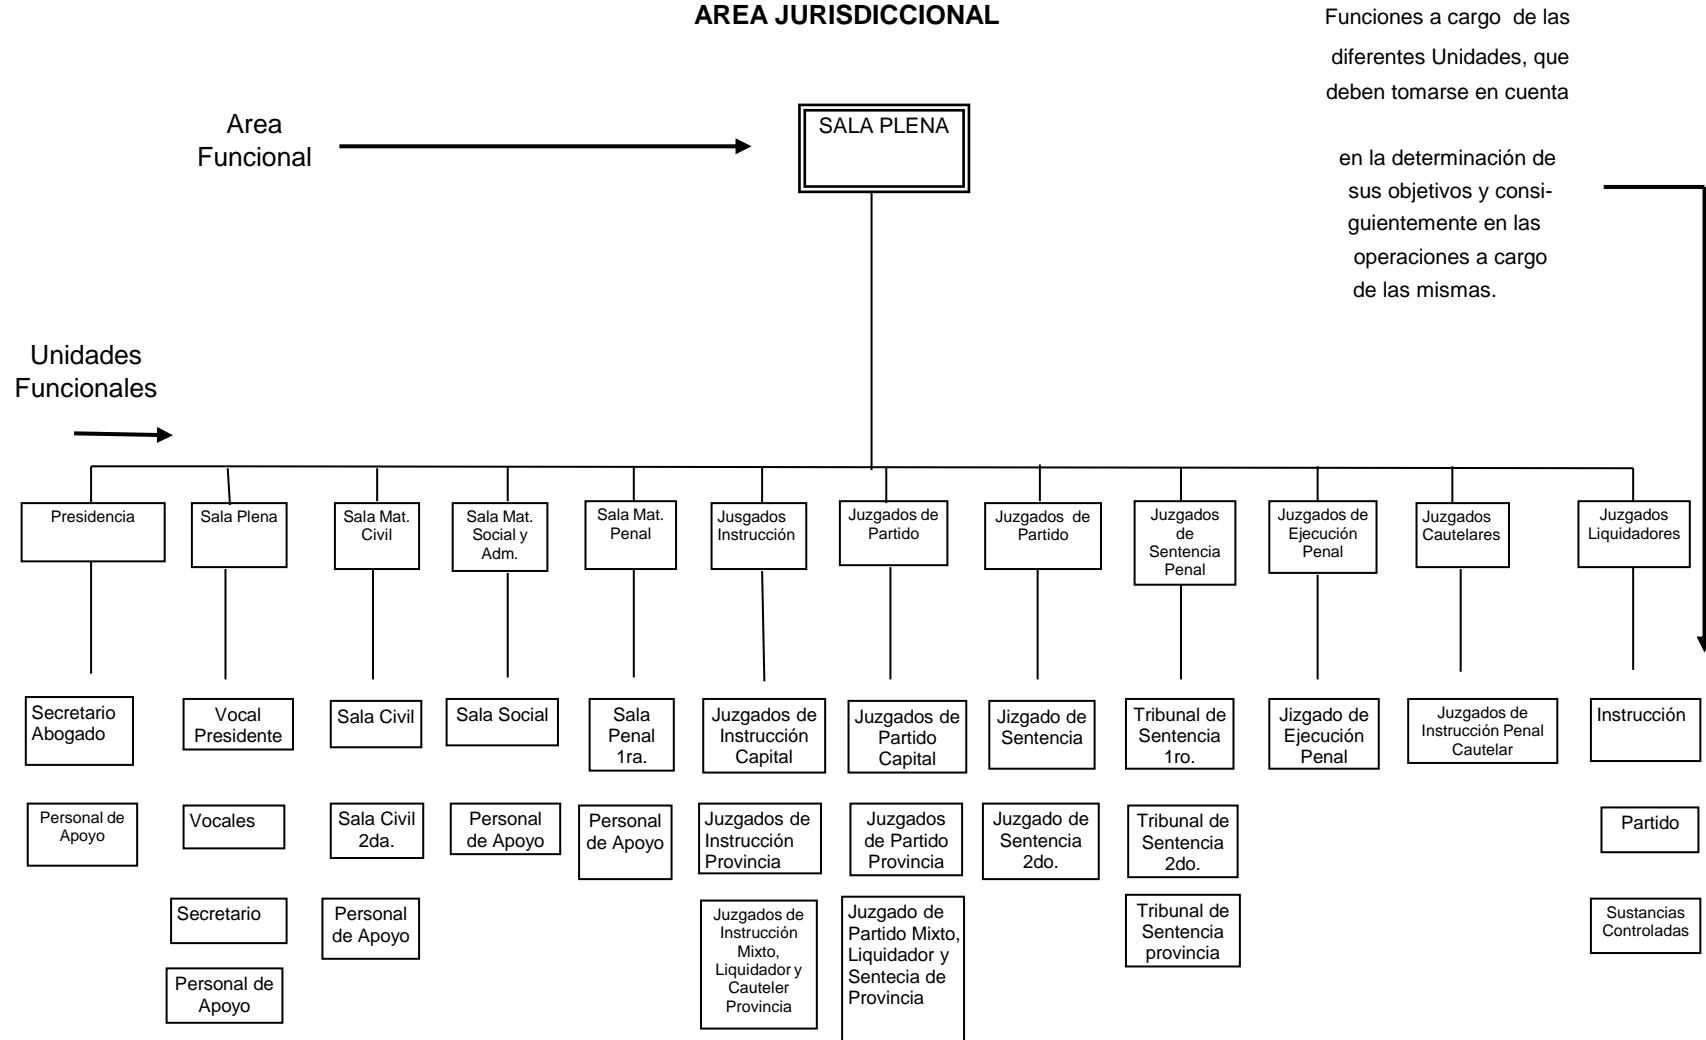 AREA JURISDICCIONAL
Funciones a cargo de las
diferentes Unidades, que
deben tomarse en cuenta
en la determinación de
sus objetivos y consi-
guientemente en las
operaciones a cargo
de las mismas.
Area
Funcional
SALA PLENA
Unidades
Funcionales
Presidencia
Sala Plena
Sala Mat.
Civil
Sala Mat.
Social y
Adm.
Sala Mat.
Penal
Jusgados
Instrucción
Juzgados de
Partido
Juzgados de
Partido
Juzgados
de
Sentencia
Penal
Juzgados de
Ejecución
Penal
Juzgados
Cautelares
Juzgados
Liquidadores
Secretario
Abogado
Vocal
Presidente
Sala Civil
Sala Social
Sala
Penal
1ra.
Juzgados de
Instrucción
Capital
Juzgados de
Partido
Capital
Jizgado de
Sentencia
Tribunal de
Sentencia
1ro.
Jizgado de
Ejecución
Penal
Juzgados de
Instrucción Penal
Cautelar
Instrucción
Personal de
Apoyo
Vocales
Sala Civil
2da.
Personal
de Apoyo
Personal
de Apoyo
Juzgados de
Instrucción
Provincia
Juzgados
de Partido
Provincia
Juzgado de
Sentencia
2do.
Tribunal de
Sentencia
2do.
Partido
Secretario
Personal
de Apoyo
Juzgados de
Instrucción
Mixto,
Liquidador y
Cauteler
Provincia
Juzgado de
Partido Mixto,
Liquidador y
Sentecia de
Provincia
Tribunal de
Sentencia
provincia
Sustancias
Controladas
Personal de
Apoyo